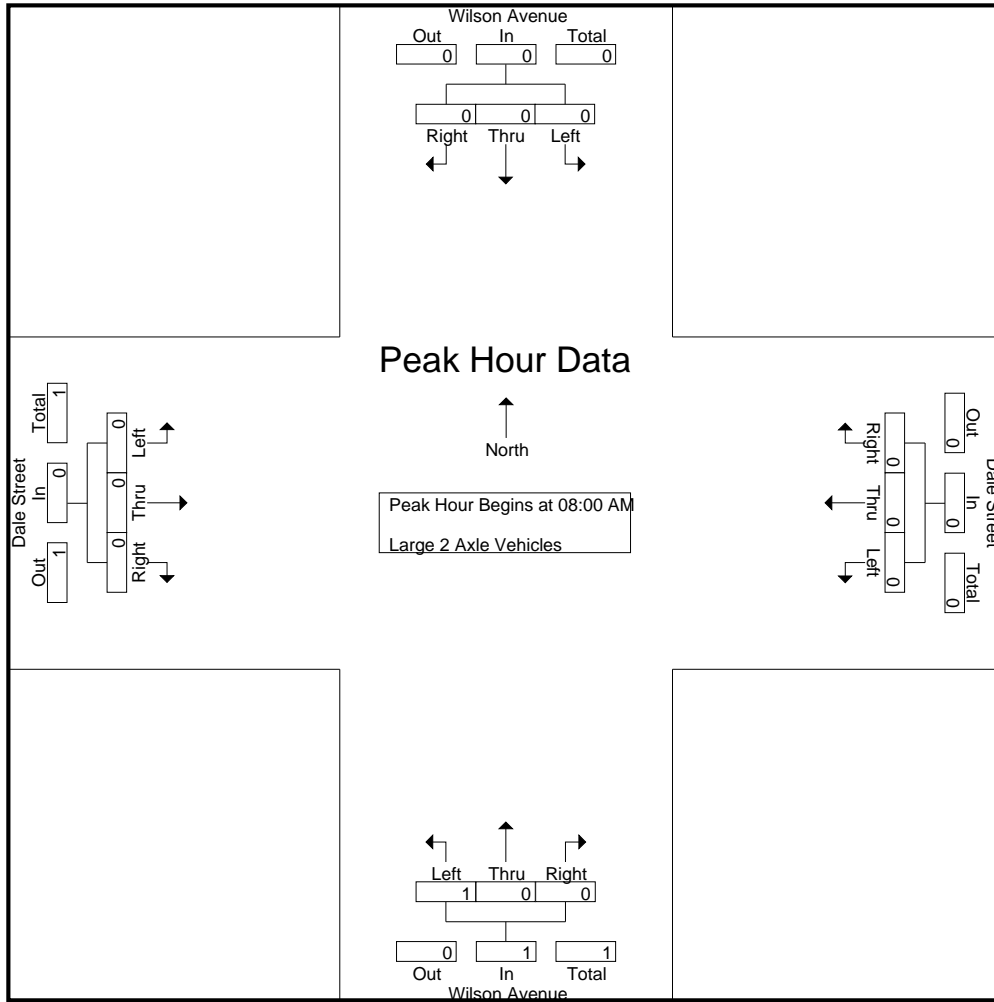 Wilson Avenue
Out In Total
0 0 0
0 0 0
Right Thru Left
Peak Hour Data
North
Peak Hour Begins at 08:00 AM
Large 2 Axle Vehicles
Dale Street
Total In Out
1 0 1
0 0 0
Left Thru Right
Dale Street
Out In Total
0 0 0
0 0 0
Right Thru Left
Left Thru Right
1 0 0
0 1 1
Out In Total
Wilson Avenue